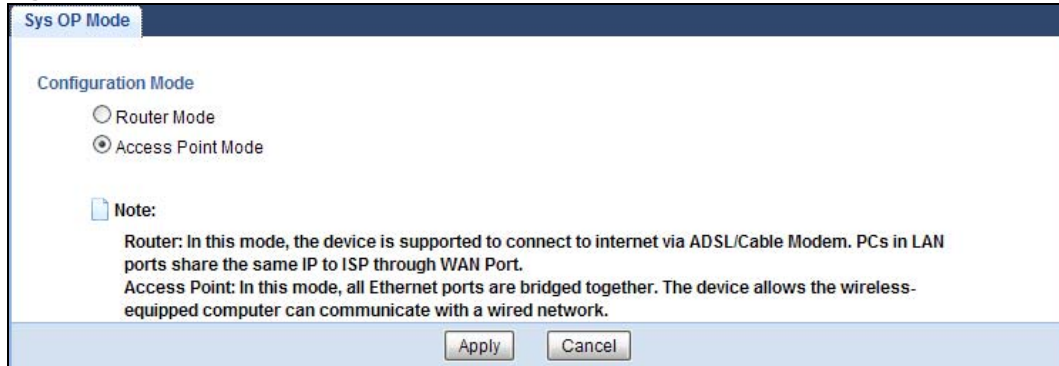 Sys OP Mode
Configuration Mode
Router Mode
Access Point Mode
Note:
Router: In this mode, the device is supported to connect to internet via ADSL/Cable Modem. PCs in LAN
ports share the same IP to ISP through WAN Port.
Access Point: In this mode, all Ethernet ports are bridged together. The device allows the wireless-
equipped computer can communicate with a wired network.
Apply Cancel